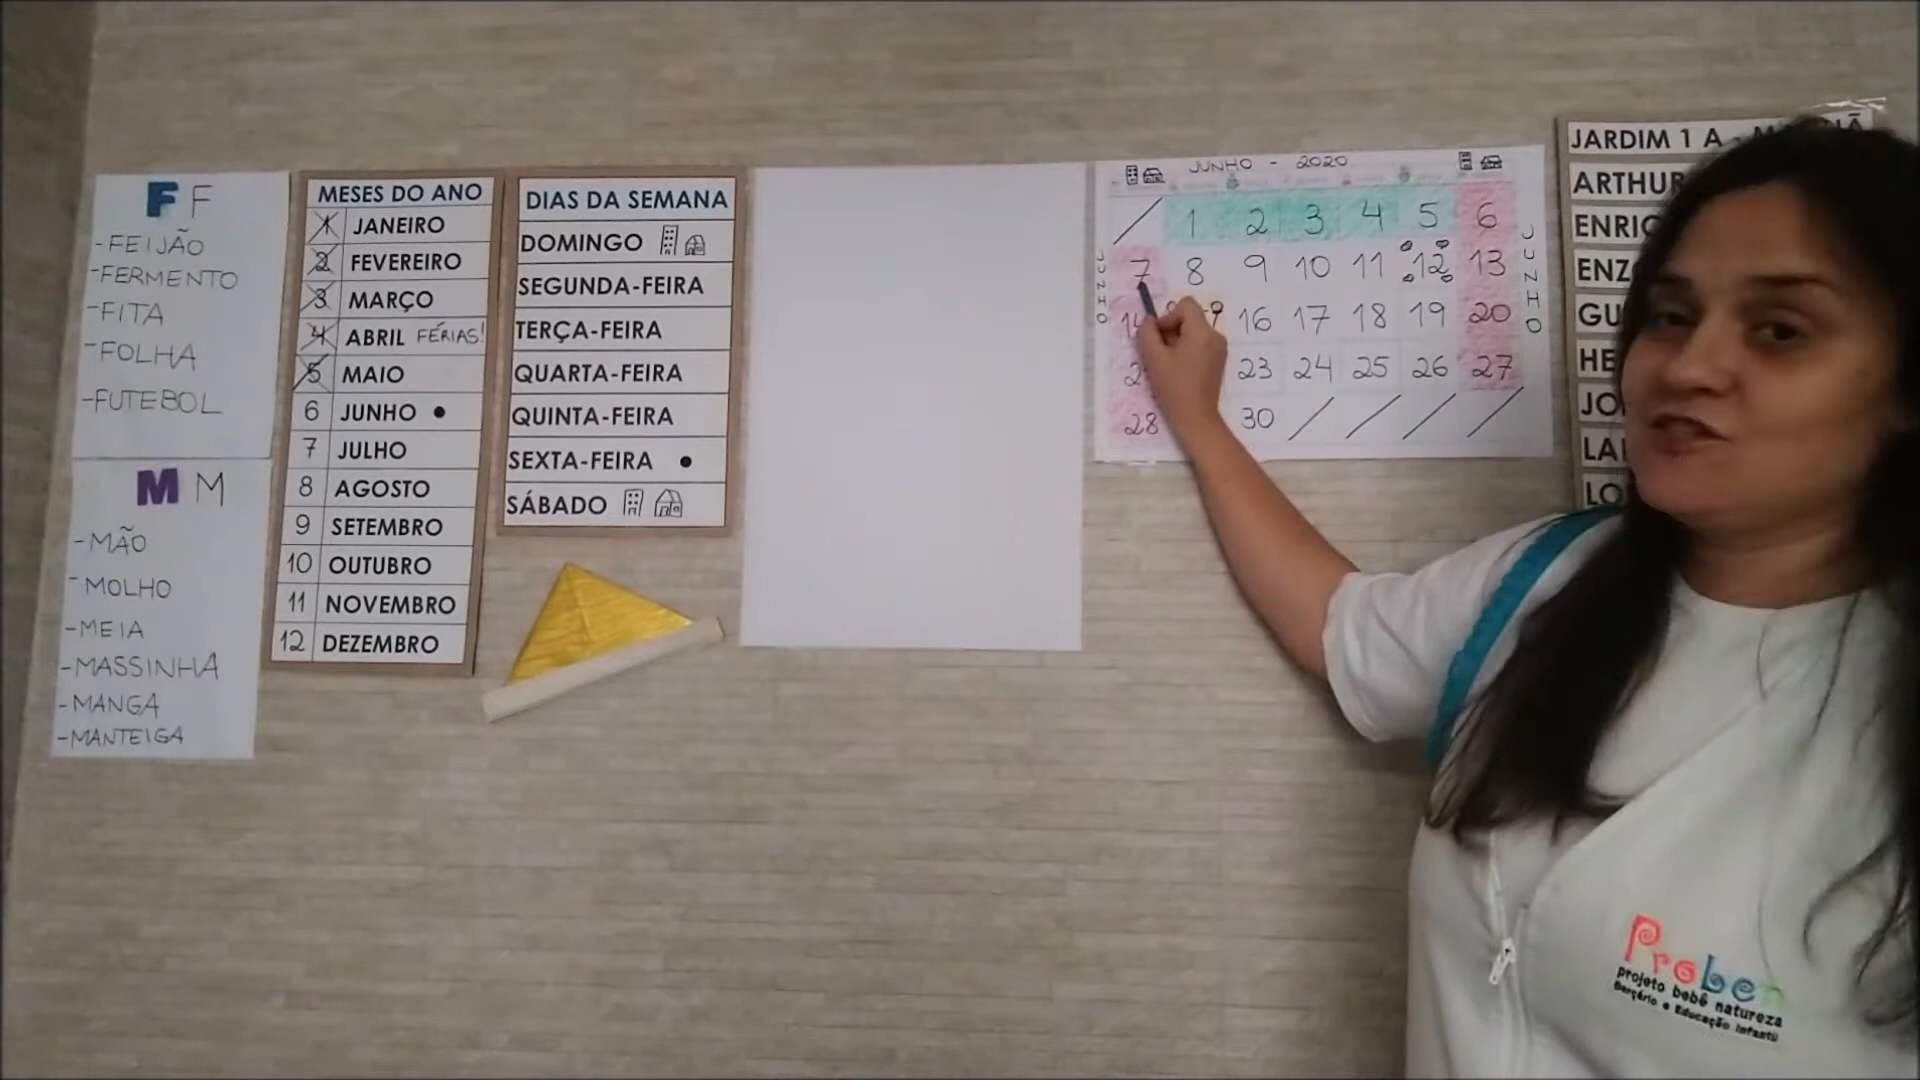 F F
-FEIJÃO
-FERMENTO
-FITA
-FOLHA
-FUTEBOL
M M
-MÃO
-MOLHO
-MEIA
-MASSINHA
-MANGA
-MANTEIGA
MESES DO ANO
1 JANEIRO
2 FEVEREIRO
3 MARÇO
4 ABRIL FÉRIAS!
5 MAIO
6 JUNHO •
7 JULHO
8 AGOSTO
9 SETEMBRO
10 OUTUBRO
11 NOVEMBRO
12 DEZEMBRO
DIAS DA SEMANA
DOMINGO
SEGUNDA-FEIRA
TERÇA-FEIRA
QUARTA-FEIRA
QUINTA-FEIRA
SEXTA-FEIRA •
SÁBADO
JUNHO - 2020
JUNHO
/ 1 2 3 4 5 6
7 8 9 10 11 12 13
16 17 18 19 20
23 24 25 26 27
28 30 / / / /
JUNHO
JARDIM 1 A -
ARTHUR
Proben
projeto bebê natureza
Berçário e Educação Infantil